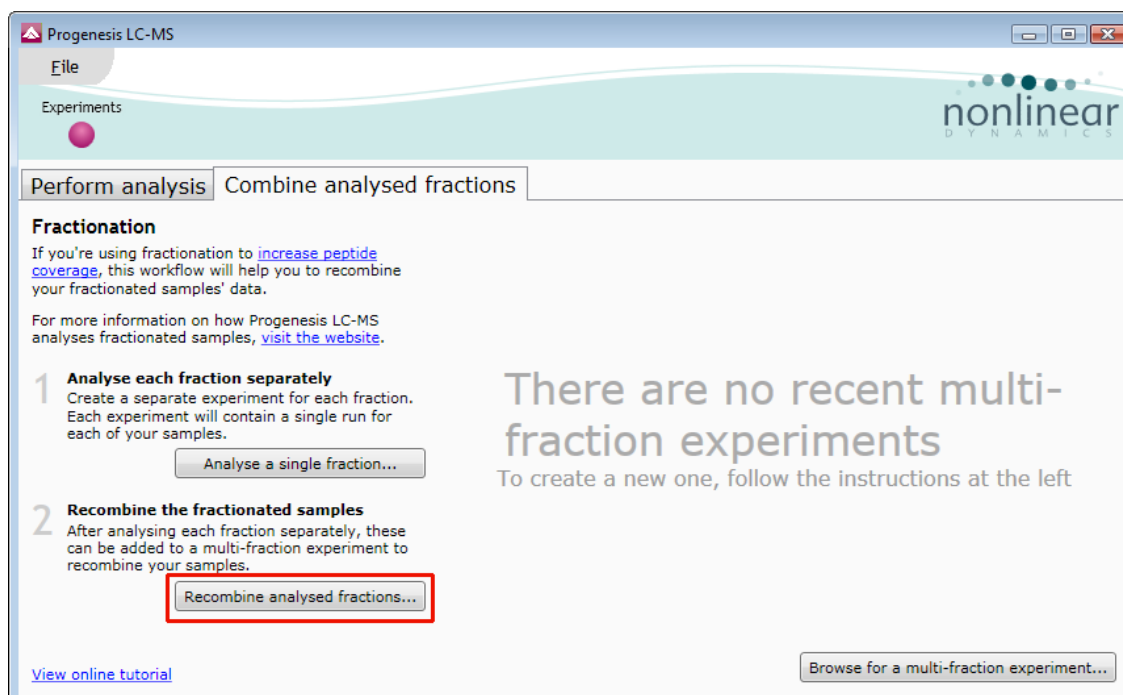 Progenesis LC-MS
File
Experiments
nonlinear
DYNAMICS
Perform analysis
Combine analysed fractions
Fractionation
If you're using fractionation to increase peptide
coverage, this workflow will help you to recombine
your fractionated samples' data.
For more information on how Progenesis LC-MS
analyses fractionated samples, visit the website.
1 Analyse each fraction separately
Create a separate experiment for each fraction.
Each experiment will contain a single run for
each of your samples.
Analyse a single fraction...
2 Recombine the fractionated samples
After analysing each fraction separately, these
can be added to a multi-fraction experiment to
recombine your samples.
Recombine analysed fractions...
View online tutorial
There are no recent multi-
fraction experiments
To create a new one, follow the instructions at the left
Browse for a multi-fraction experiment...